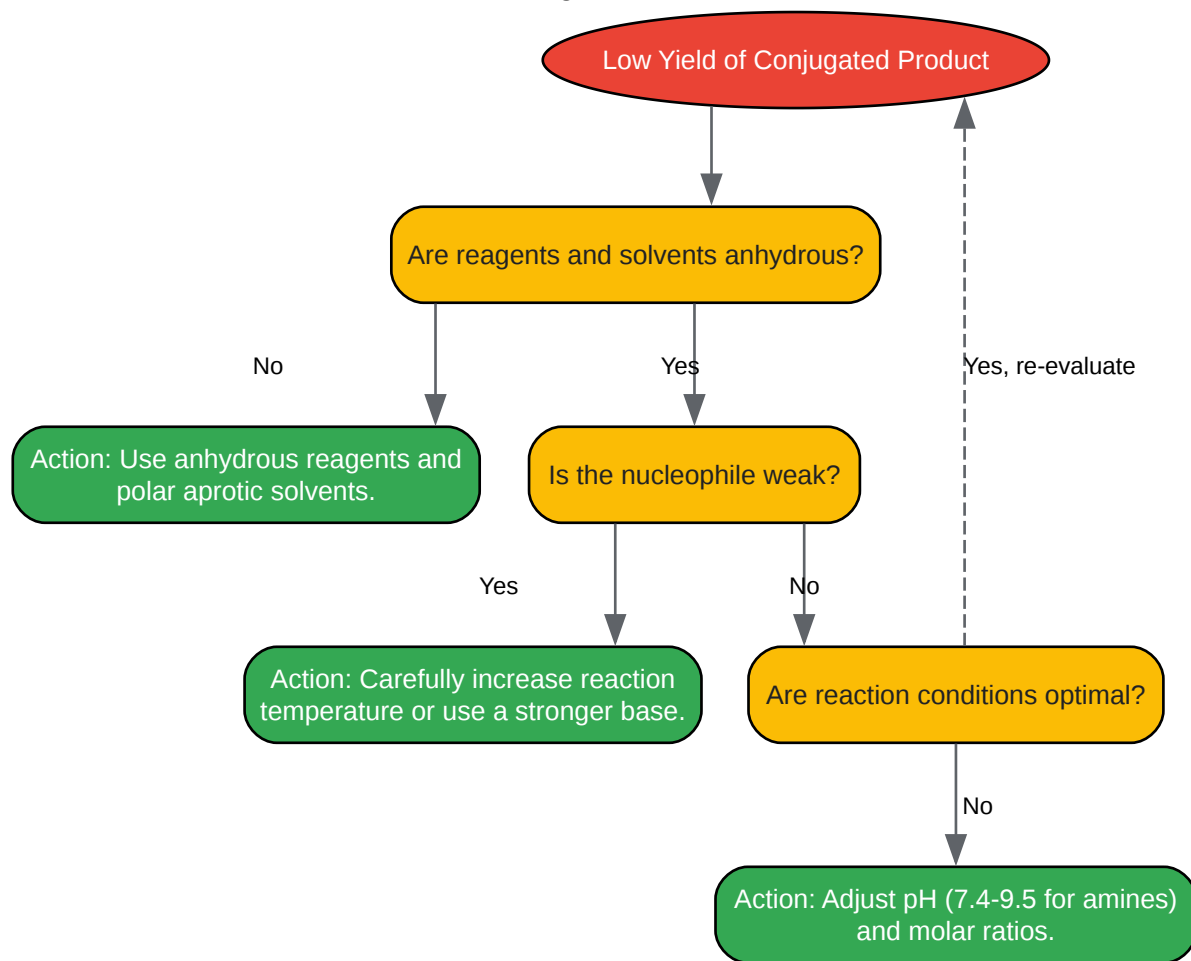 Low Yield of Conjugated Product
Are reagents and solvents anhydrous?
No
Yes
Yes, re-evaluate
Action: Use anhydrous reagents and
polar aprotic solvents.
Is the nucleophile weak?
Yes
No
Action: Carefully increase reaction
temperature or use a stronger base.
Are reaction conditions optimal?
No
Action: Adjust pH (7.4-9.5 for amines)
and molar ratios.